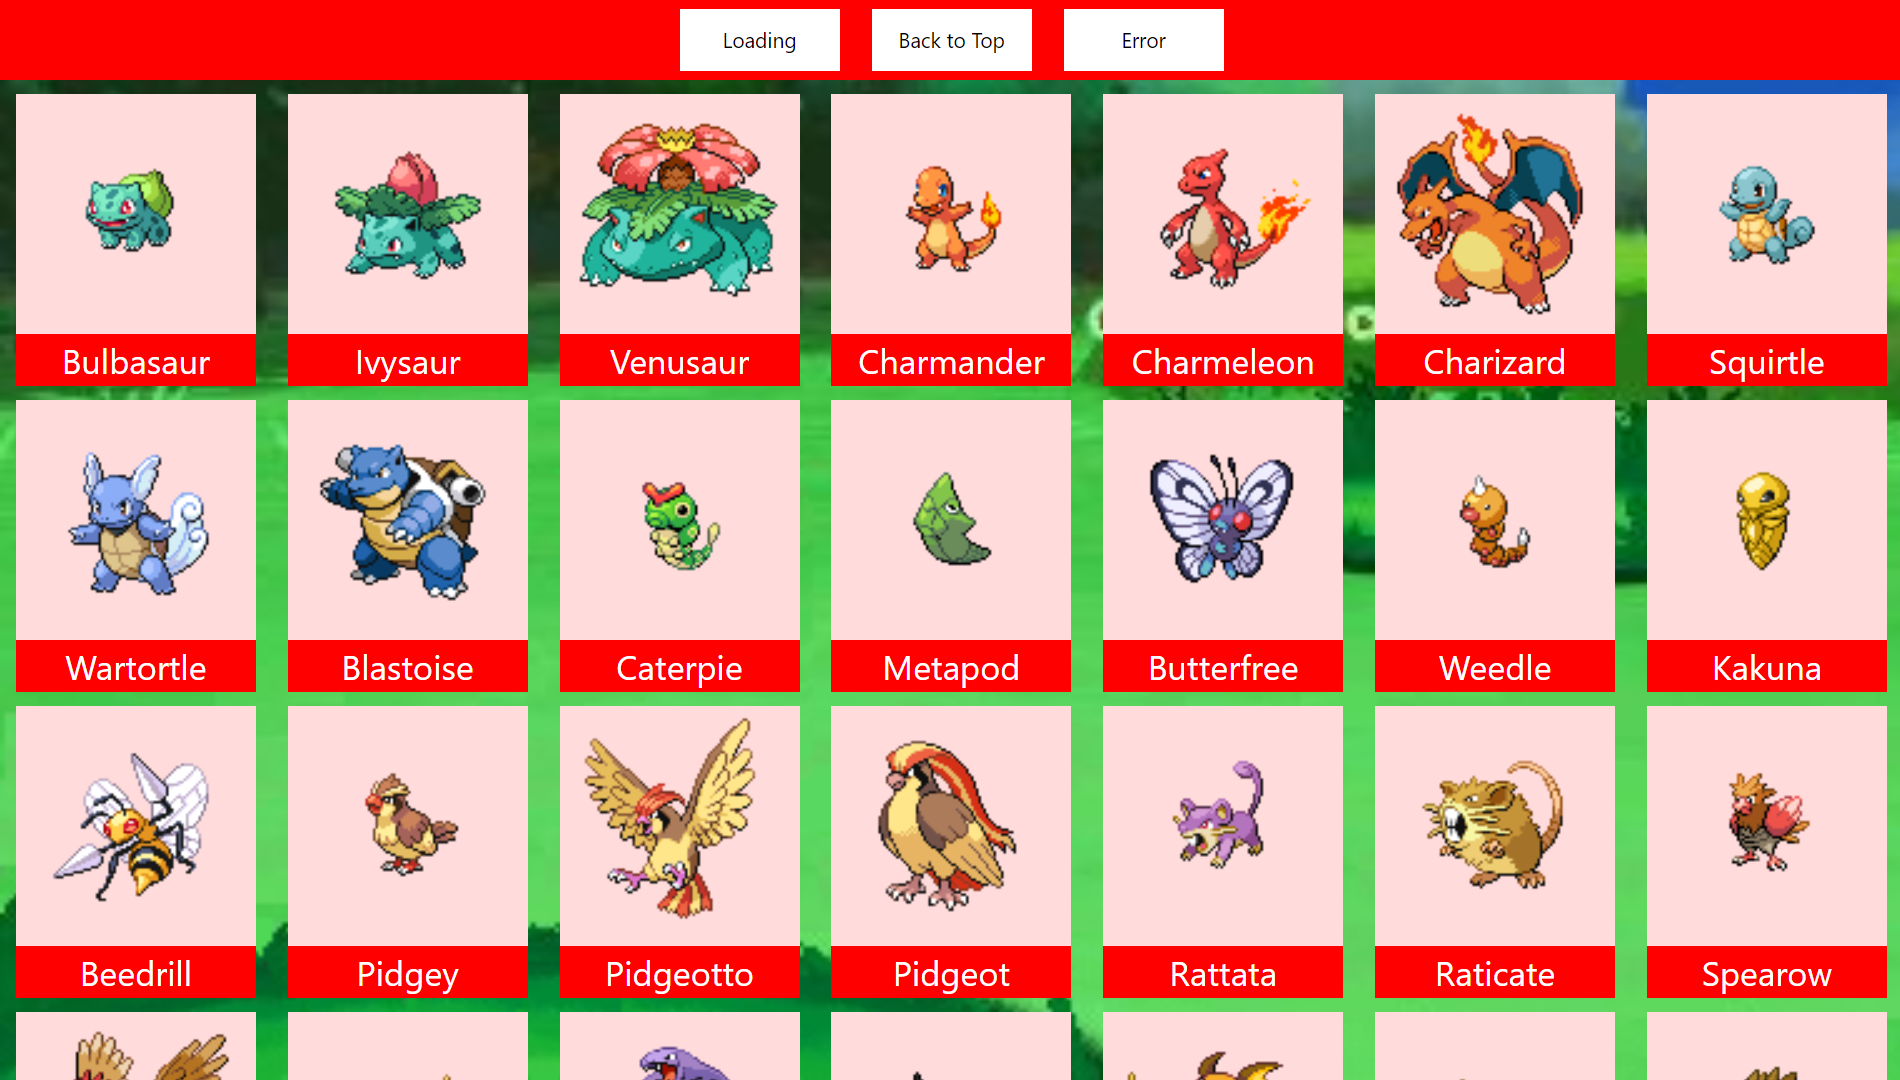 Loading
Back to Top
Error
Bulbasaur
Ivysaur
Venusaur
Charmander
Charmeleon
Charizard
Squirtle
Wartortle
Blastoise
Caterpie
Metapod
Butterfree
Weedle
Kakuna
Beedrill
Pidgey
Pidgeotto
Pidgeot
Rattata
Raticate
Spearow